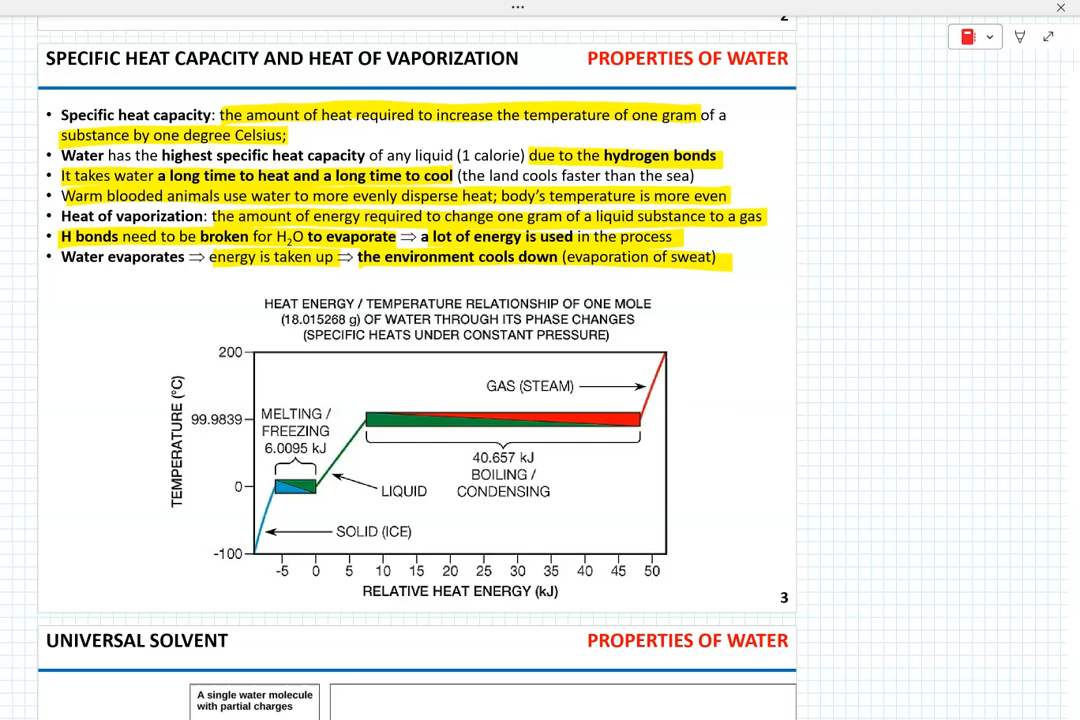 2
SPECIFIC HEAT CAPACITY AND HEAT OF VAPORIZATION PROPERTIES OF WATER
• Specific heat capacity: the amount of heat required to increase the temperature of one gram of a
substance by one degree Celsius;
• Water has the highest specific heat capacity of any liquid (1 calorie) due to the hydrogen bonds
• It takes water a long time to heat and a long time to cool (the land cools faster than the sea)
• Warm blooded animals use water to more evenly disperse heat; body's temperature is more even
• Heat of vaporization: the amount of energy required to change one gram of a liquid substance to a gas
• H bonds need to be broken for H₂O to evaporate ⇒ a lot of energy is used in the process
• Water evaporates ⇒ energy is taken up ⇒ the environment cools down (evaporation of sweat)
HEAT ENERGY / TEMPERATURE RELATIONSHIP OF ONE MOLE
(18.015268 g) OF WATER THROUGH ITS PHASE CHANGES
(SPECIFIC HEATS UNDER CONSTANT PRESSURE)
TEMPERATURE (°C)
200
99.9839
0
-100
GAS (STEAM)
MELTING /
FREEZING
6.0095 kJ
40.657 kJ
BOILING /
CONDENSING
LIQUID
SOLID (ICE)
-5 0 5 10 15 20 25 30 35 40 45 50
RELATIVE HEAT ENERGY (kJ)
3
UNIVERSAL SOLVENT PROPERTIES OF WATER
A single water molecule
with partial charges